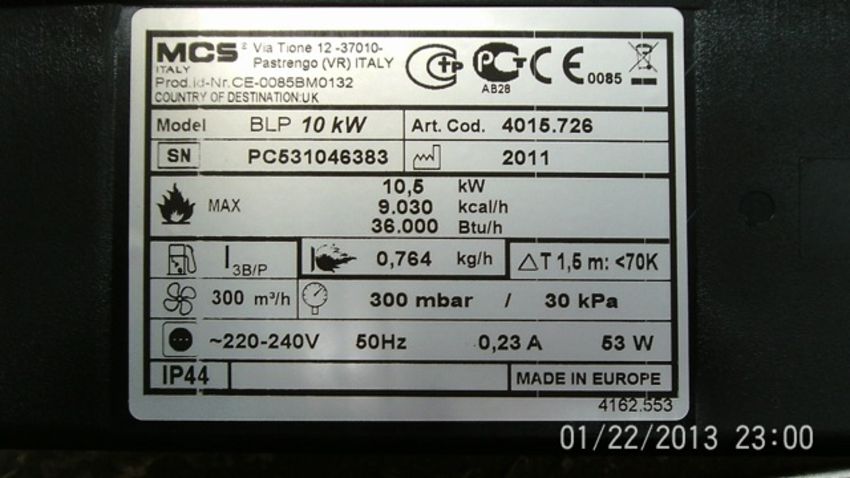 MCS Via Tione 12 -37010-
ITALY Pastrengo (VR) ITALY
Prod.id-Nr.CE-0085BM0132
COUNTRY OF DESTINATION:UK
AB28
CE 0085
Model BLP 10 kW Art. Cod. 4015.726
SN PC531046383 2011
MAX 10,5 kW
9.030 kcal/h
36.000 Btu/h
I3B/P 0,764 kg/h △T 1,5 m: <70K
300 m³/h 300 mbar / 30 kPa
~220-240V 50Hz 0,23 A 53 W
IP44 MADE IN EUROPE
4162.553
01/22/2013 23:00